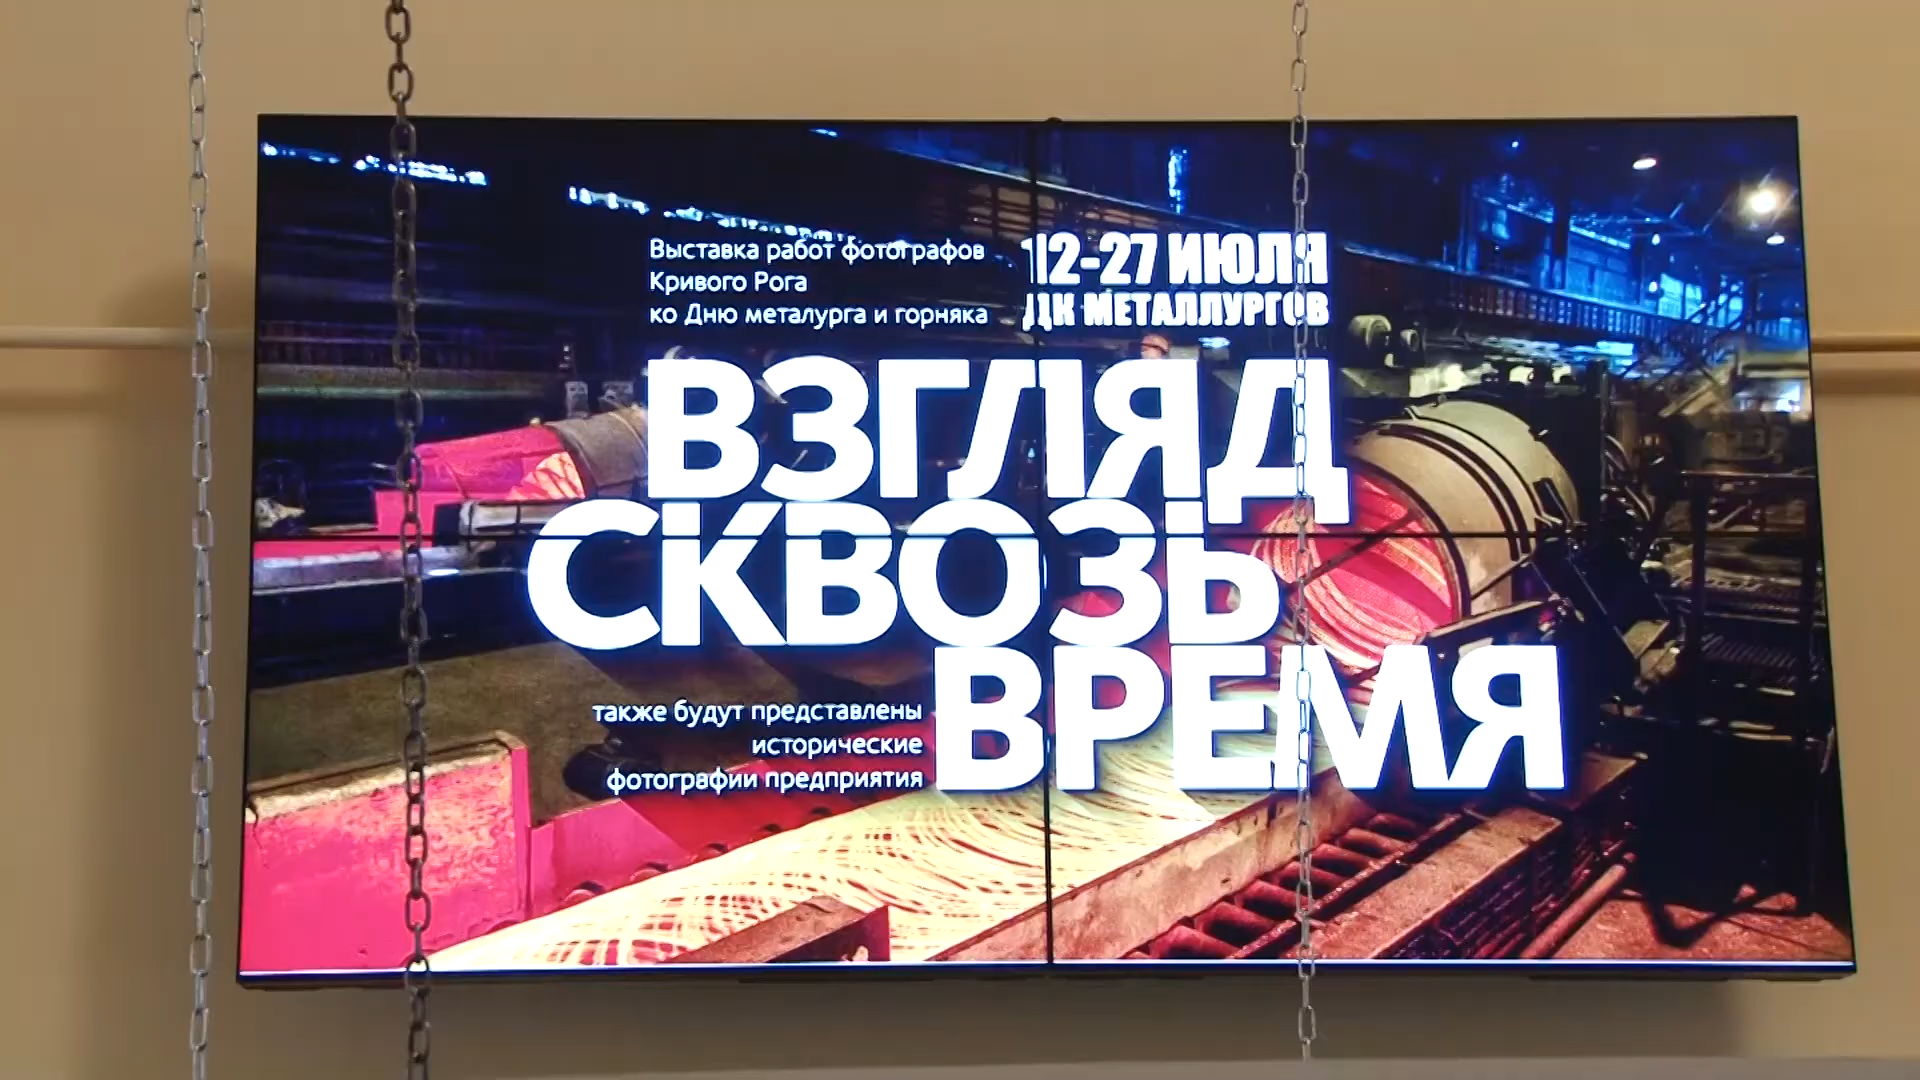 Выставка работ фотографов
Кривого Рога
ко Дню металурга и горняка
12-27 ИЮЛЯ
ДК МЕТАЛЛУРГОВ
ВЗГЛЯД
СКВОЗЬ
ВРЕМЯ
также будут представлены
исторические
фотографии предприятия